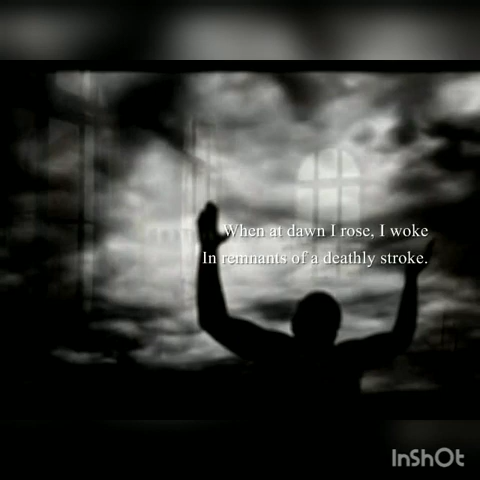 When at dawn I rose, I woke
In remnants of a deathly stroke.
InShOt